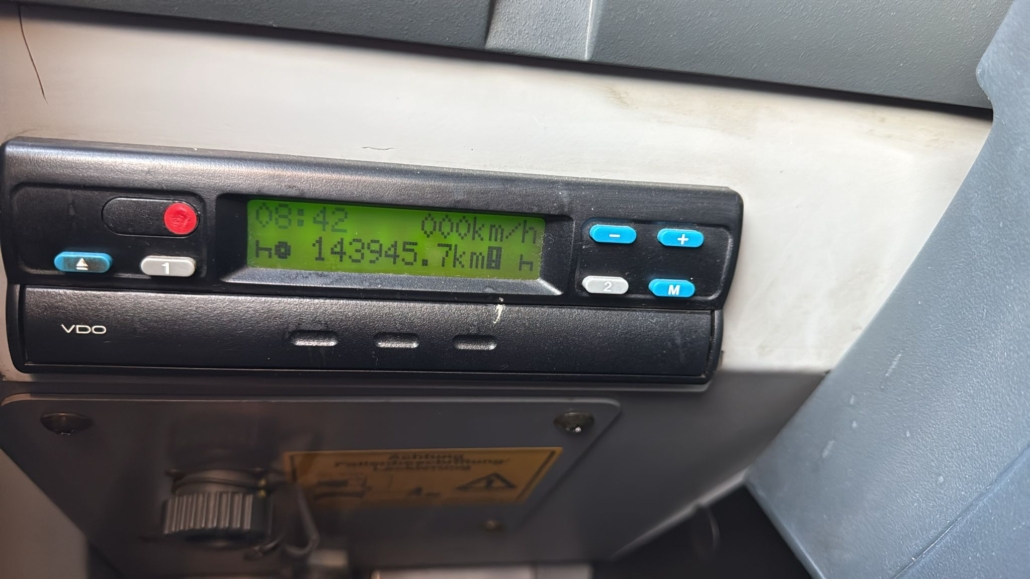 08:42 000km/h
143945.7km
1
- +
2 M
VDO
Achtung